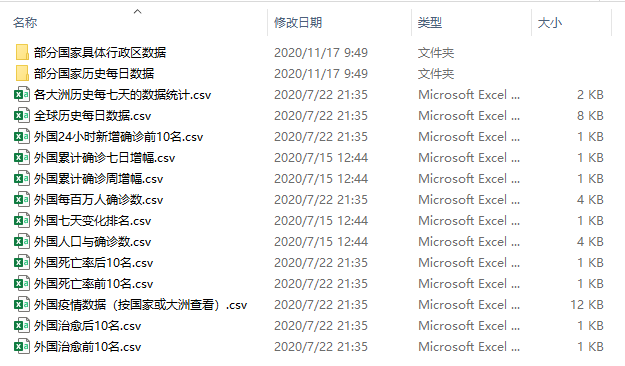 名称 修改日期 类型 大小
部分国家具体行政区数据 2020/11/17 9:49 文件夹
部分国家历史每日数据 2020/11/17 9:49 文件夹
各大洲历史每七天的数据统计.csv 2020/7/22 21:35 Microsoft Excel ... 2 KB
全球历史每日数据.csv 2020/7/22 21:35 Microsoft Excel ... 8 KB
外国24小时新增确诊前10名.csv 2020/7/22 21:35 Microsoft Excel ... 1 KB
外国累计确诊七日增幅.csv 2020/7/15 12:44 Microsoft Excel ... 1 KB
外国累计确诊周增幅.csv 2020/7/15 12:44 Microsoft Excel ... 1 KB
外国每百万人确诊数.csv 2020/7/22 21:35 Microsoft Excel ... 4 KB
外国七天变化排名.csv 2020/7/15 12:44 Microsoft Excel ... 1 KB
外国人口与确诊数.csv 2020/7/15 12:44 Microsoft Excel ... 4 KB
外国死亡率后10名.csv 2020/7/22 21:35 Microsoft Excel ... 1 KB
外国死亡率前10名.csv 2020/7/22 21:35 Microsoft Excel ... 1 KB
外国疫情数据（按国家或大洲查看）.csv 2020/7/22 21:35 Microsoft Excel ... 12 KB
外国治愈后10名.csv 2020/7/22 21:35 Microsoft Excel ... 1 KB
外国治愈前10名.csv 2020/7/22 21:35 Microsoft Excel ... 1 KB